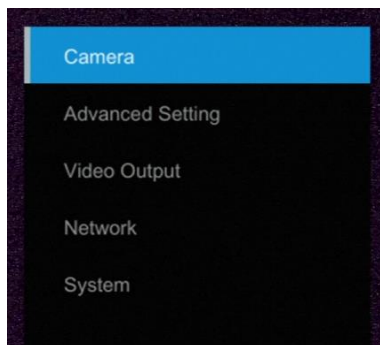 Camera
Advanced Setting
Video Output
Network
System